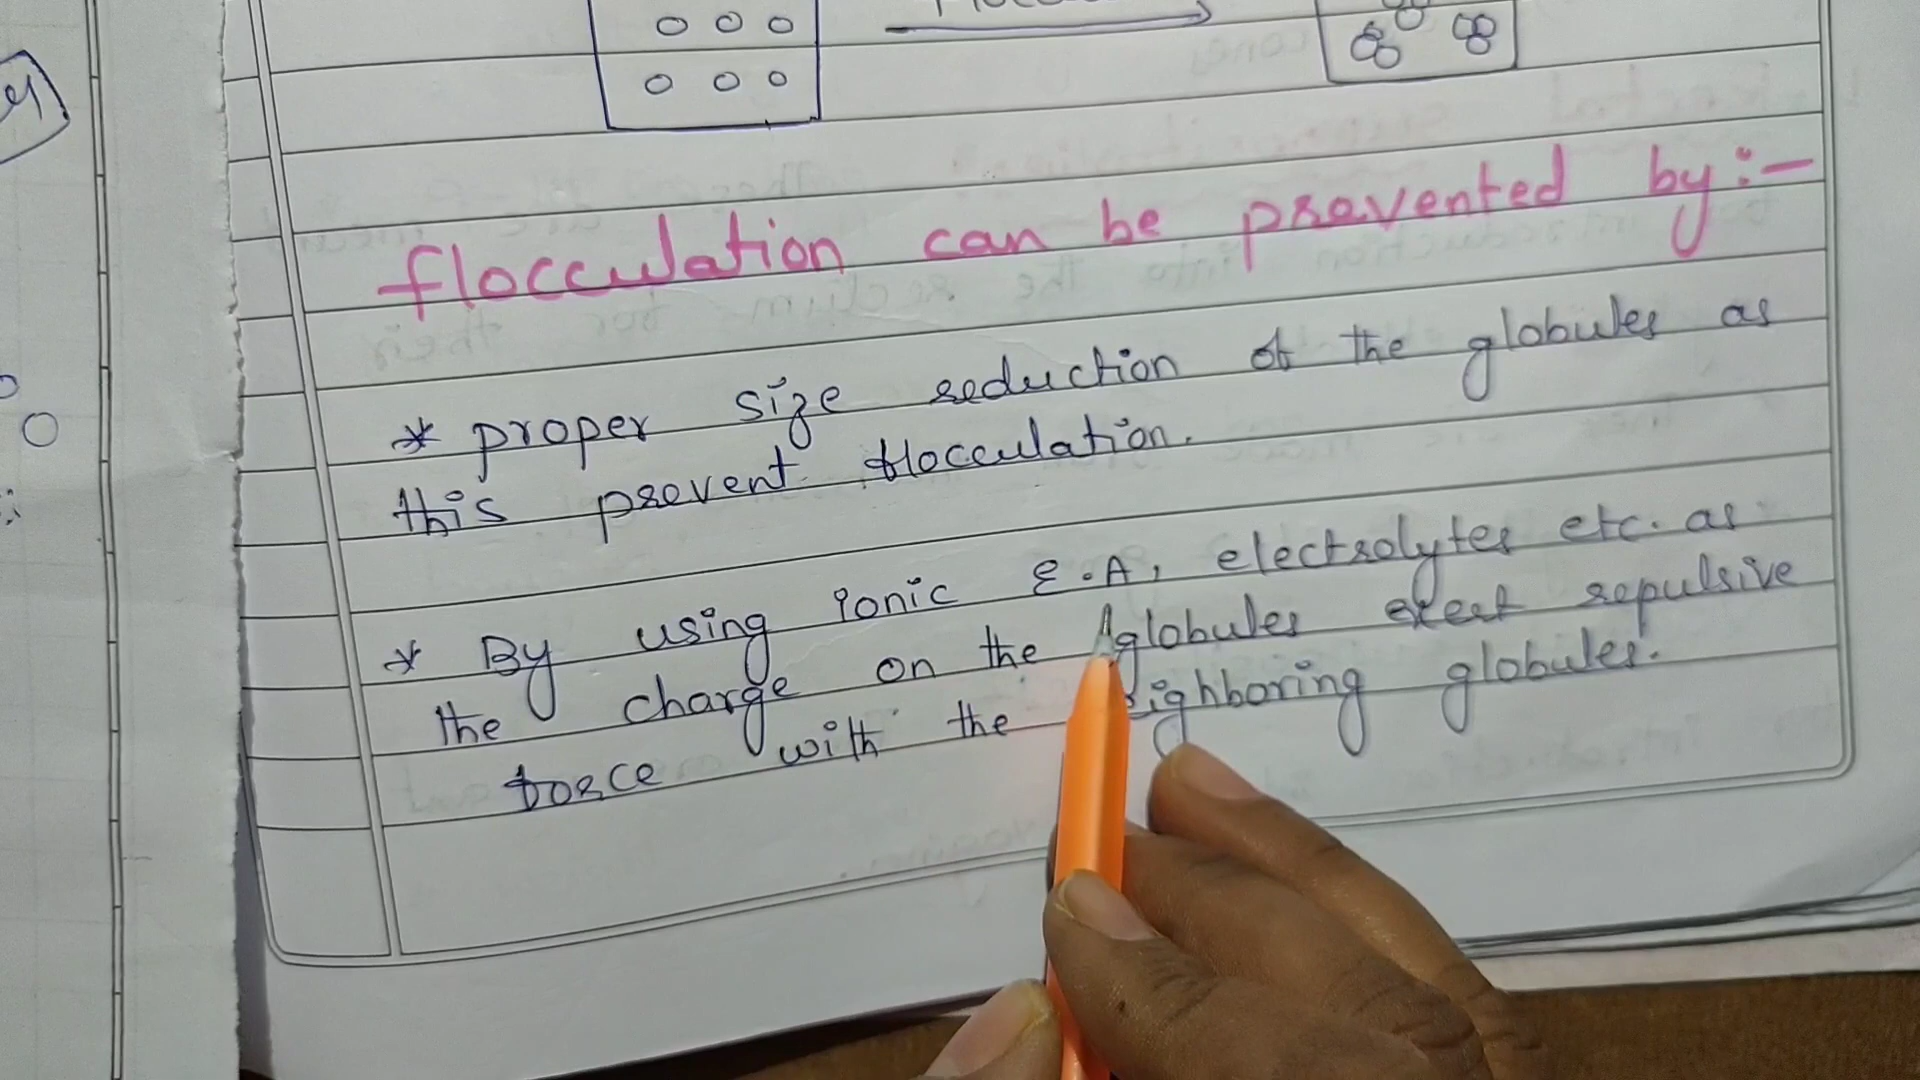 flocculation can be prevented by:-
* proper size reduction of the globules as
this prevent flocculation.
* By using ionic E.A, electrolytes etc. as
the charge on the globules exert repulsive
force with the globules.